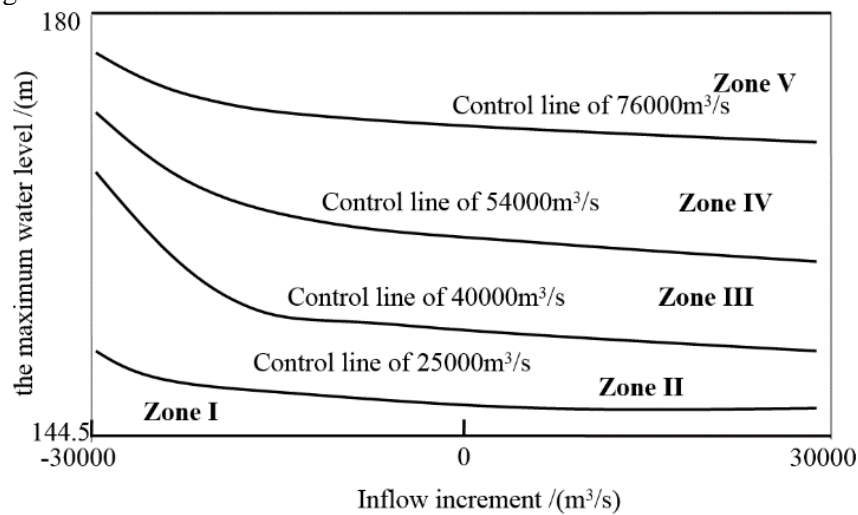 180
Zone V
Control line of 76000m³/s
Control line of 54000m³/s
Zone IV
Control line of 40000m³/s
Zone III
Control line of 25000m³/s
Zone II
Zone I
the maximum water level /(m)
144.5
-30000
0
30000
Inflow increment /(m³/s)